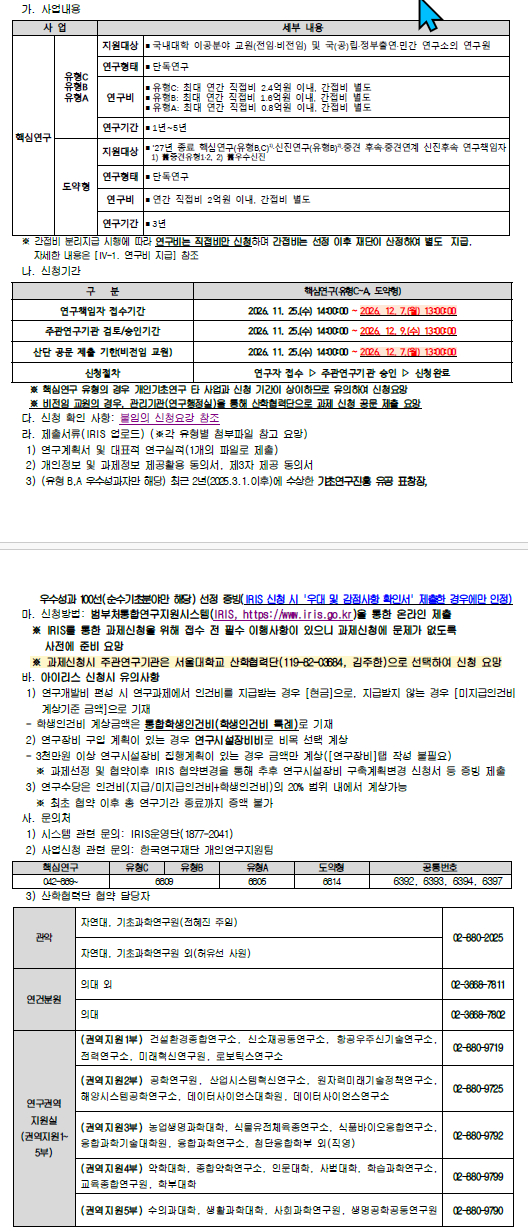 가. 사업내용
사 업 세부 내용
핵심연구
유형C
유형B
유형A
지원대상 ▪ 국내대학 이공분야 교원(전임·비전임) 및 국(공)립·정부출연·민간 연구소의 연구원
연구형태 ▪ 단독연구
연구비
▪ 유형C: 최대 연간 직접비 2.4억원 이내, 간접비 별도
▪ 유형B: 최대 연간 직접비 1.6억원 이내, 간접비 별도
▪ 유형A: 최대 연간 직접비 0.8억원 이내, 간접비 별도
연구기간 ▪ 1년~5년
도약형
지원대상
▪ '27년 종료 핵심연구(유형B,C)¹⁾·신진연구(유형B)²⁾·중견 후속·중견연계 신진후속 연구책임자
1) 舊중견유형1·2, 2) 舊우수신진
연구형태 ▪ 단독연구
연구비 ▪ 연간 직접비 2억원 이내, 간접비 별도
연구기간 ▪ 3년
※ 간접비 분리지급 시행에 따라 연구비는 직접비만 신청하며 간접비는 선정 이후 재단이 산정하여 별도 지급.
자세한 내용은 [Ⅳ-1. 연구비 지급] 참조
나. 신청기간
구 분 핵심연구(유형C~A, 도약형)
연구책임자 접수기간 2026. 11. 25.(수) 14:00:00 ~ 2026. 12. 7.(월) 13:00:00
주관연구기관 검토/승인기간 2026. 11. 25.(수) 14:00:00 ~ 2026. 12. 9.(수) 13:00:00
산단 공문 제출 기한(비전임 교원) 2026. 11. 25.(수) 14:00:00 ~ 2026. 12. 7.(월) 13:00:00
신청절차 연구자 접수 ▷ 주관연구기관 승인 ▷ 신청완료
※ 핵심연구 유형의 경우 개인기초연구 타 사업과 신청 기간이 상이하므로 유의하여 신청요망
※ 비전임 교원의 경우, 관리기관(연구행정실)을 통해 산학협력단으로 과제 신청 공문 제출 요망
다. 신청 확인 사항: 붙임의 신청요강 참조
라. 제출서류(IRIS 업로드) (※각 유형별 첨부파일 참고 요망)
1) 연구계획서 및 대표적 연구실적(1개의 파일로 제출)
2) 개인정보 및 과제정보 제공활용 동의서, 제3자 제공 동의서
3) (유형 B,A 우수성과자만 해당) 최근 2년(2025.3.1.이후)에 수상한 기초연구진흥 유공 표창장,
우수성과 100선(순수기초분야만 해당) 선정 증빙(IRIS 신청 시 '우대 및 감점사항 확인서' 제출한 경우에만 인정)
마. 신청방법: 범부처통합연구지원시스템(IRIS, https://www.iris.go.kr)을 통한 온라인 제출
※ IRIS를 통한 과제신청을 위해 접수 전 필수 이행사항이 있으니 과제신청에 문제가 없도록
사전에 준비 요망
※ 과제신청시 주관연구기관은 서울대학교 산학협력단(119-82-03684, 김주한)으로 선택하여 신청 요망
바. 아이리스 신청시 유의사항
1) 연구개발비 편성 시 연구과제에서 인건비를 지급받는 경우 [현금]으로, 지급받지 않는 경우 [미지급인건비
계상기준 금액]으로 기재
- 학생인건비 계상금액은 통합학생인건비(학생인건비 특례)로 기재
2) 연구장비 구입 계획이 있는 경우 연구시설장비비로 비목 선택 계상
- 3천만원 이상 연구시설장비 집행계획이 있는 경우 금액만 계상([연구장비]탭 작성 불필요)
※ 과제선정 및 협약이후 IRIS 협약변경을 통해 추후 연구시설장비 구축계획변경 신청서 등 증빙 제출
3) 연구수당은 인건비(지급/미지급인건비+학생인건비)의 20% 범위 내에서 계상가능
※ 최초 협약 이후 총 연구기간 종료까지 증액 불가
사. 문의처
1) 시스템 관련 문의: IRIS운영단(1877-2041)
2) 사업신청 관련 문의: 한국연구재단 개인연구지원팀
핵심연구 유형C 유형B 유형A 도약형 공통번호
042-869- 6609 6605 6614 6392, 6393, 6394, 6397
3) 산학협력단 협약 담당자
관악
자연대, 기초과학연구원(전혜진 주임)
02-880-2025
자연대, 기초과학연구원 외(허유선 사원)
연건분원
의대 외 02-3668-7811
의대 02-3668-7802
연구권역
지원실
(권역지원1~
5부)
(권역지원1부) 건설환경종합연구소, 신소재공동연구소, 항공우주신기술연구소,
전력연구소, 미래혁신연구원, 로보틱스연구소
02-880-9719
(권역지원2부) 공학연구원, 산업시스템혁신연구소, 원자력미래기술정책연구소,
해양시스템공학연구소, 데이터사이언스대학원, 데이터사이언스연구소
02-880-9725
(권역지원3부) 농업생명과학대학, 식물유전체육종연구소, 식품바이오융합연구소,
융합과학기술대학원, 융합과학연구소, 첨단융합학부 외(직영)
02-880-9792
(권역지원4부) 약학대학, 종합약학연구소, 인문대학, 사범대학, 학습과학연구소,
교육종합연구원, 학부대학
02-880-9799
(권역지원5부) 수의과대학, 생활과학대학, 사회과학연구원, 생명공학공동연구원 02-880-9790